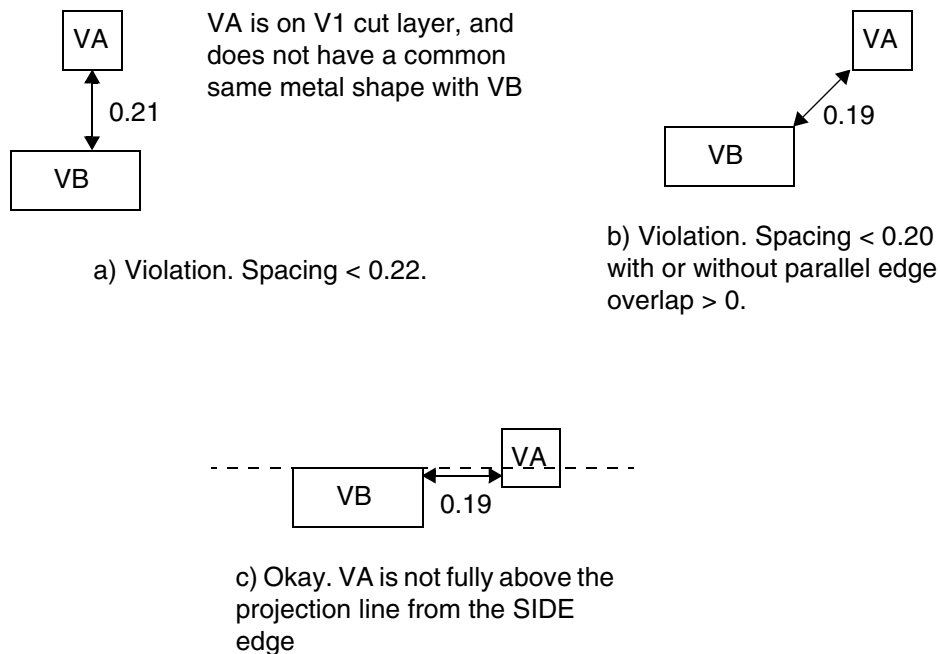 VA
0.21
VB
VA is on V1 cut layer, and
does not have a common
same metal shape with VB
a) Violation. Spacing < 0.22.
VA
0.19
VB
b) Violation. Spacing < 0.20
with or without parallel edge
overlap > 0.
VA
VB
0.19
c) Okay. VA is not fully above the
projection line from the SIDE
edge